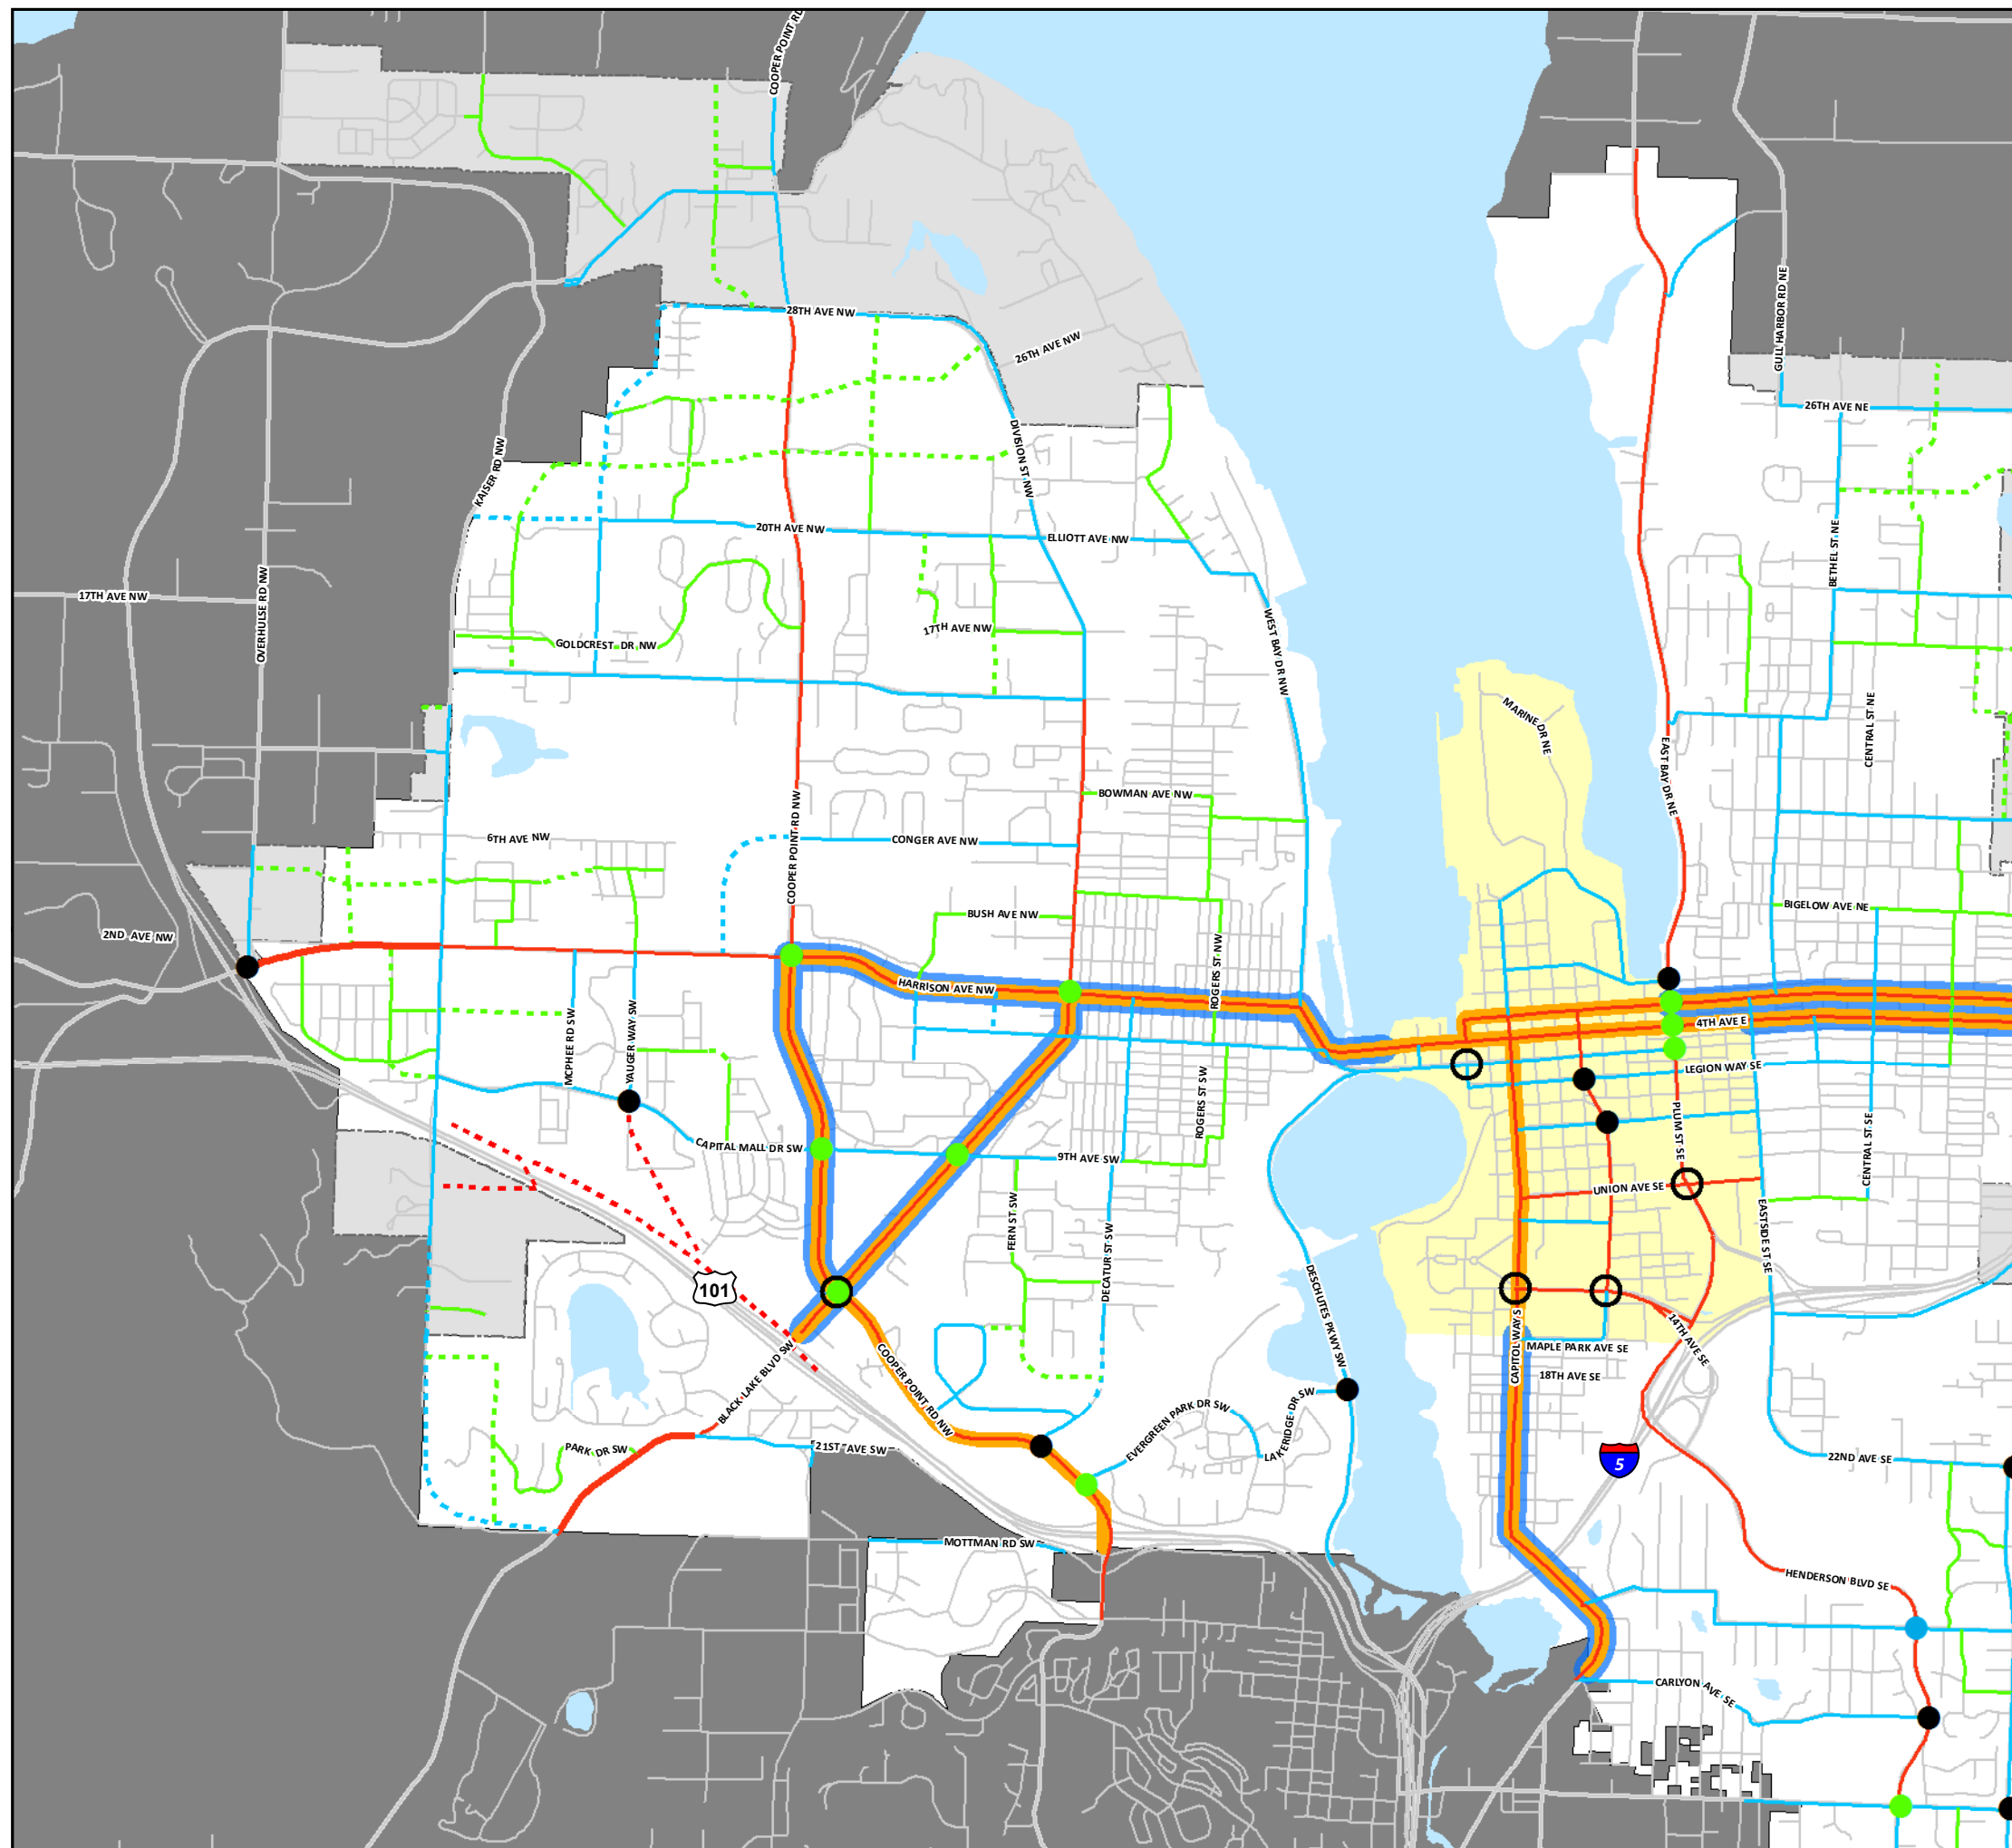 COOPER POINT RD
28TH AVE NW
26TH AVE NW
GULL HARBOR RD NE
26TH AVE NE
DIVISION ST NW
KAISER RD NW
20TH AVE NW
ELLIOTT AVE NW
BETHEL ST NE
17TH AVE NW
OVERHULSE RD NW
17TH AVE NW
GOLDCREST DR NW
WEST BAY DR NW
MARINE DR NE
CENTRAL ST NE
EAST BAY DR NE
BOWMAN AVE NW
6TH AVE NW
COOPER POINT RD NW
CONGER AVE NW
BUSH AVE NW
BIGELOW AVE NE
2ND AVE NW
ROGERS ST NW
HARRISON AVE NW
4TH AVE E
MCPHEE RD SW
YAUGER WAY SW
LEGION WAY SE
ROGERS ST SW
PLUM ST SE
CENTRAL ST SE
CAPITAL MALL DR SW
9TH AVE SW
UNION AVE SE
FERN ST SW
DECATUR ST SW
EASTSIDE ST SE
101
DESCHUTES PKWY SW
CAPITOL WAY S
14TH AVE SE
MAPLE PARK AVE SE
18TH AVE SE
BLACK LAKE BLVD SW
COOPER POINT RD NW
EVERGREEN PARK DR SW
LAKERIDGE DR SW
PARK DR SW
21ST AVE SW
5
22ND AVE SE
MOTTMAN RD SW
HENDERSON BLVD SE
CARLYON AVE SE